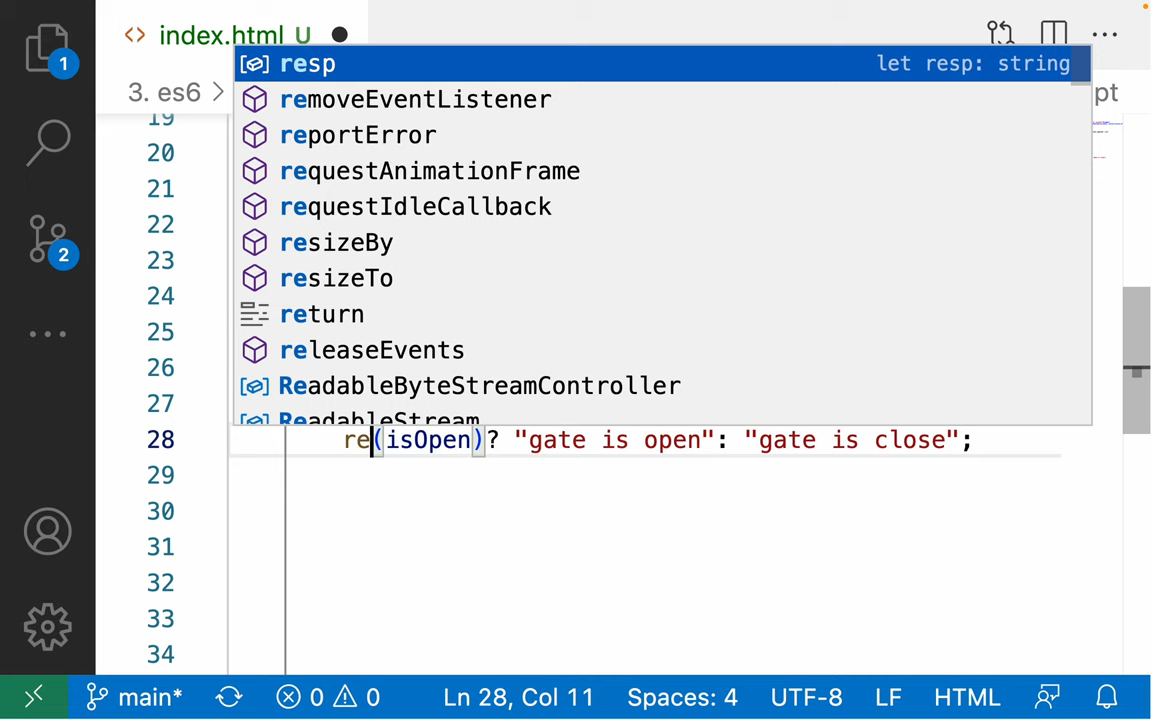 index.html U
1
resp let resp: string
3. es6 > pt
removeEventListener
19
reportError
20
requestAnimationFrame
21
requestIdleCallback
22
resizeBy
2
23
resizeTo
24
return
25
releaseEvents
26
ReadableByteStreamController
27
ReadableStream
28 re(isOpen)? "gate is open": "gate is close";
29
30
31
32
33
34
main* 0 0 Ln 28, Col 11 Spaces: 4 UTF-8 LF HTML